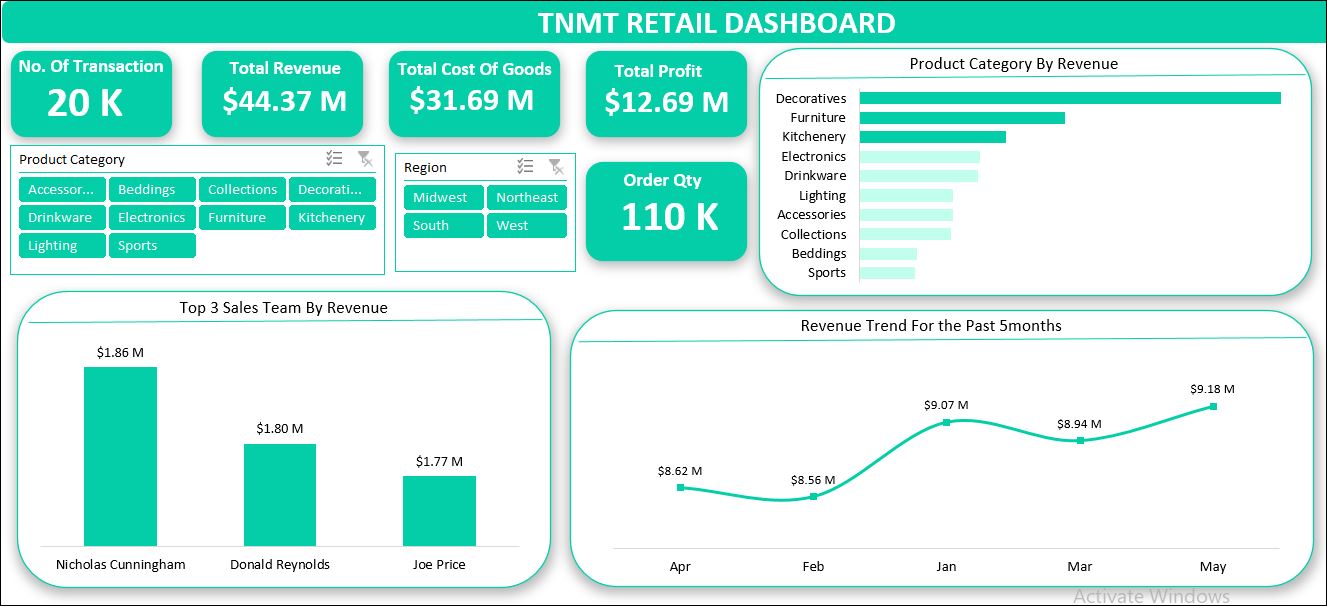 TNMT RETAIL DASHBOARD
No. Of Transaction
20 K
Total Revenue
$44.37 M
Total Cost Of Goods
$31.69 M
Total Profit
$12.69 M
Product Category
Accessor...
Beddings
Collections
Decorati...
Drinkware
Electronics
Furniture
Kitchenery
Lighting
Sports
Region
Midwest
Northeast
South
West
Order Qty
110 K
Product Category By Revenue
Decoratives
Furniture
Kitchenery
Electronics
Drinkware
Lighting
Accessories
Collections
Beddings
Sports
Top 3 Sales Team By Revenue
$1.86 M
$1.80 M
$1.77 M
Nicholas Cunningham
Donald Reynolds
Joe Price
Revenue Trend For the Past 5months
$8.62 M
$8.56 M
$9.07 M
$8.94 M
$9.18 M
Apr
Feb
Jan
Mar
May
Activate Windows